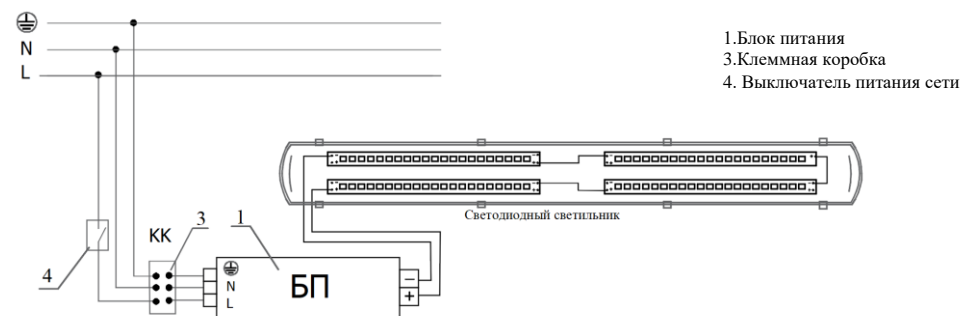 N
L
1.Блок питания
3.Клеммная коробка
4. Выключатель питания сети
Светодиодный светильник
1
3
КК
4
N
L
БП
−
+